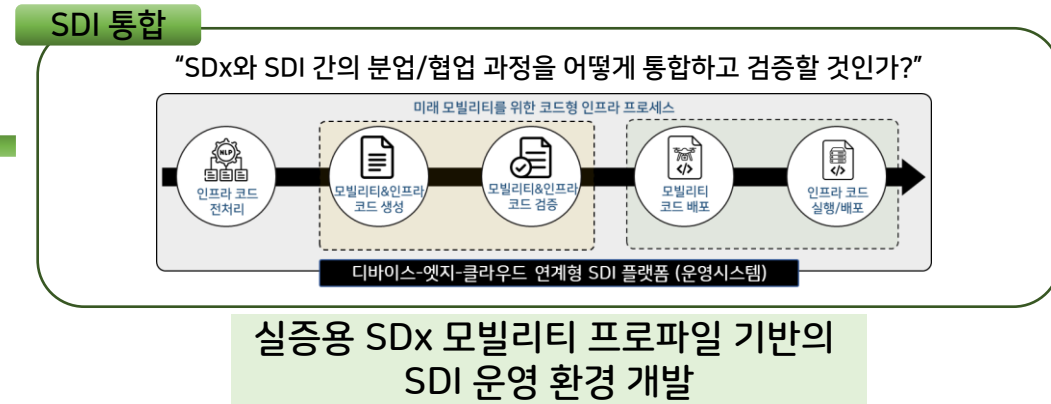 SDI 통합
“SDx와 SDI 간의 분업/협업 과정을 어떻게 통합하고 검증할 것인가?”
미래 모빌리티를 위한 코드형 인프라 프로세스
NLP
인프라 코드
전처리
모빌리티&인프라
코드 생성
모빌리티&인프라
코드 검증
</>
모빌리티
코드 배포
</>
인프라 코드
실행/배포
디바이스-엣지-클라우드 연계형 SDI 플랫폼 (운영시스템)
실증용 SDx 모빌리티 프로파일 기반의
SDI 운영 환경 개발